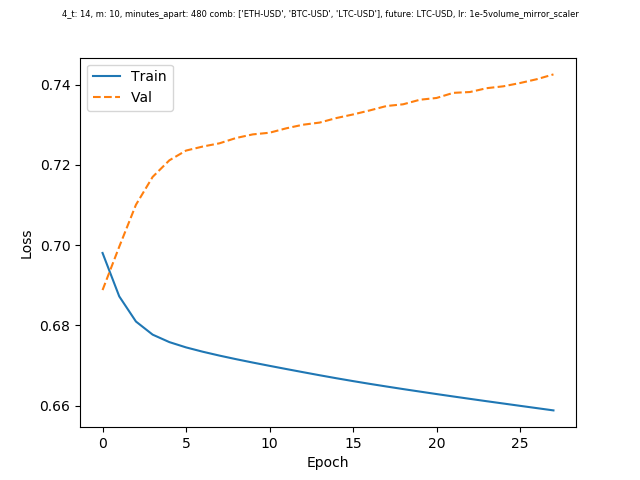 4_t: 14, m: 10, minutes_apart: 480 comb: ['ETH-USD', 'BTC-USD', 'LTC-USD'], future: LTC-USD, lr: 1e-5volume_mirror_scaler
Train
Val
0.74
0.72
0.70
0.68
0.66
Loss
0
5
10
15
20
25
Epoch